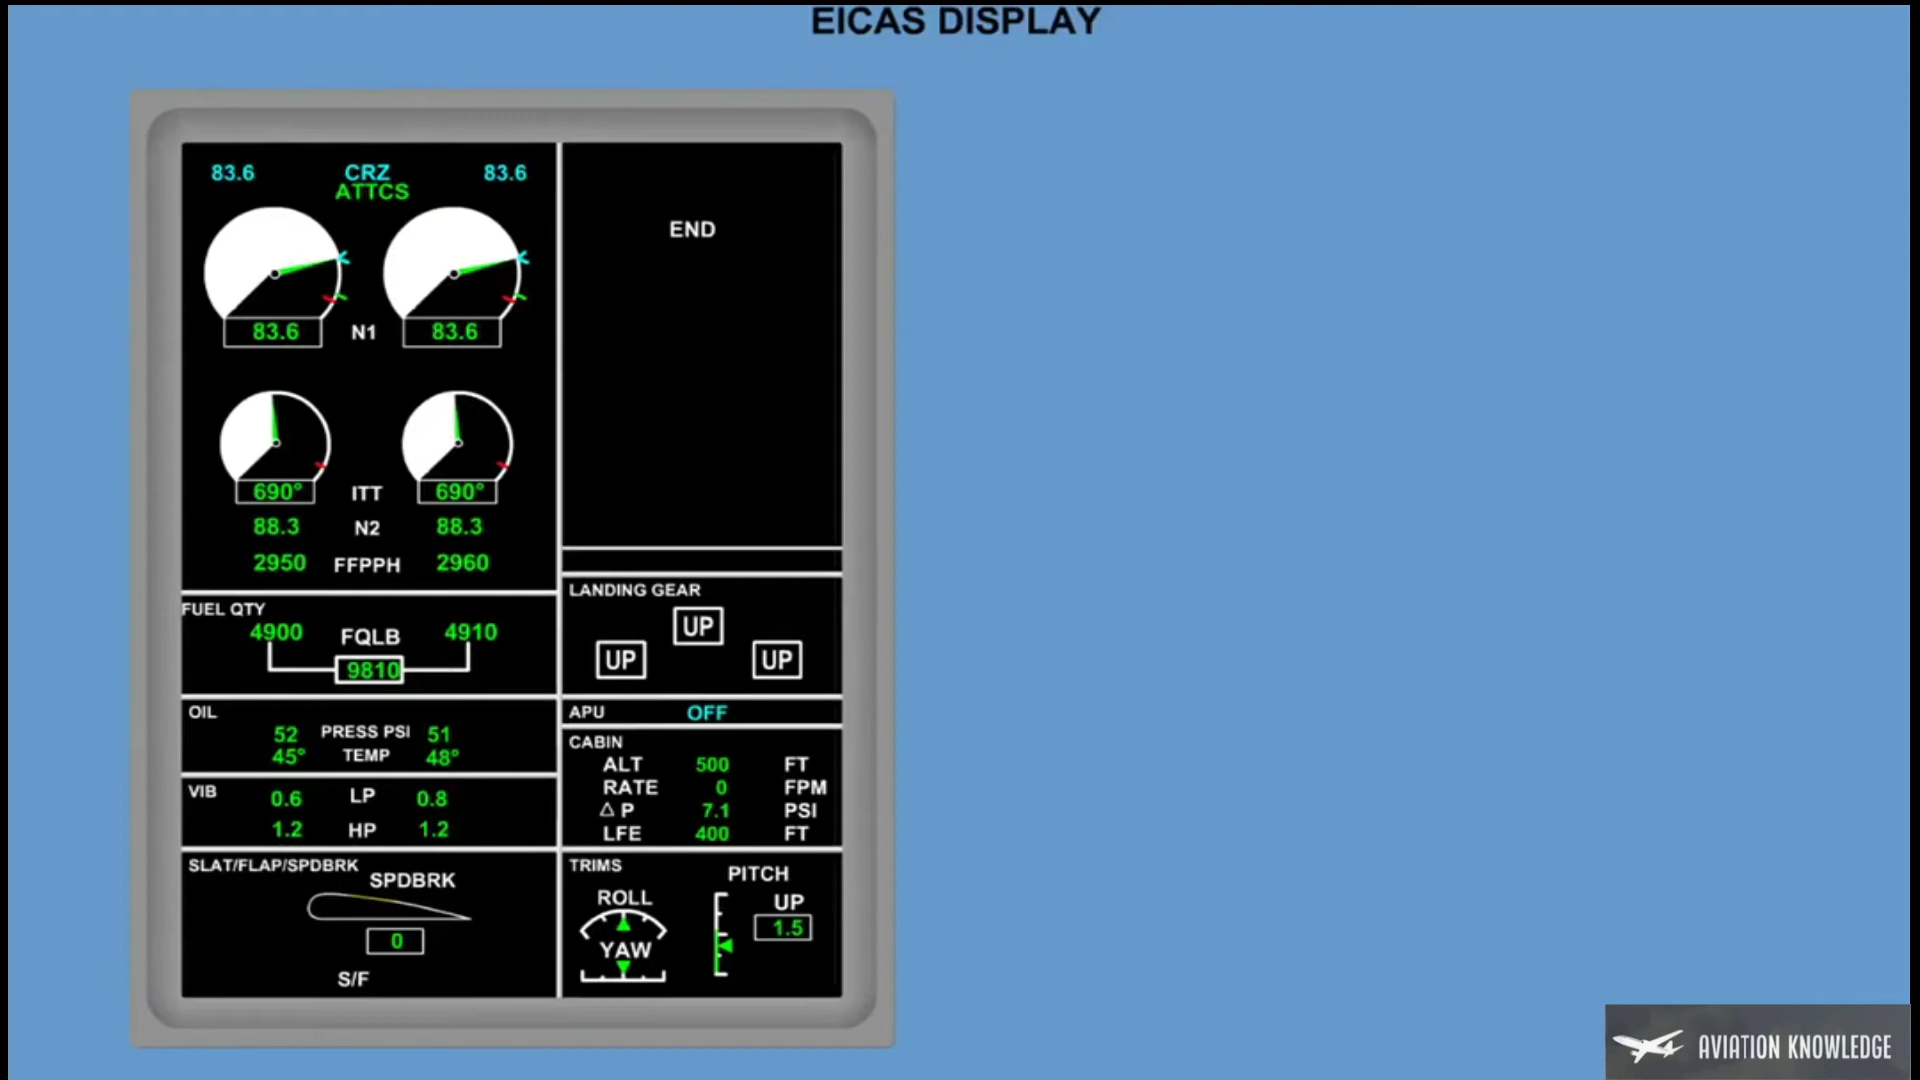 EICAS DISPLAY
83.6 CRZ 83.6
ATTCS
83.6 N1 83.6
690° ITT 690°
88.3 N2 88.3
2950 FFPPH 2960
FUEL QTY
4900 FQLB 4910
9810
OIL
52 PRESS PSI 51
45° TEMP 48°
VIB
0.6 LP 0.8
1.2 HP 1.2
SLAT/FLAP/SPDBRK
SPDBRK
0
S/F
END
LANDING GEAR
UP
UP UP
APU OFF
CABIN
ALT 500 FT
RATE 0 FPM
△ P 7.1 PSI
LFE 400 FT
TRIMS
PITCH
ROLL UP
1.5
YAW
AVIATION KNOWLEDGE